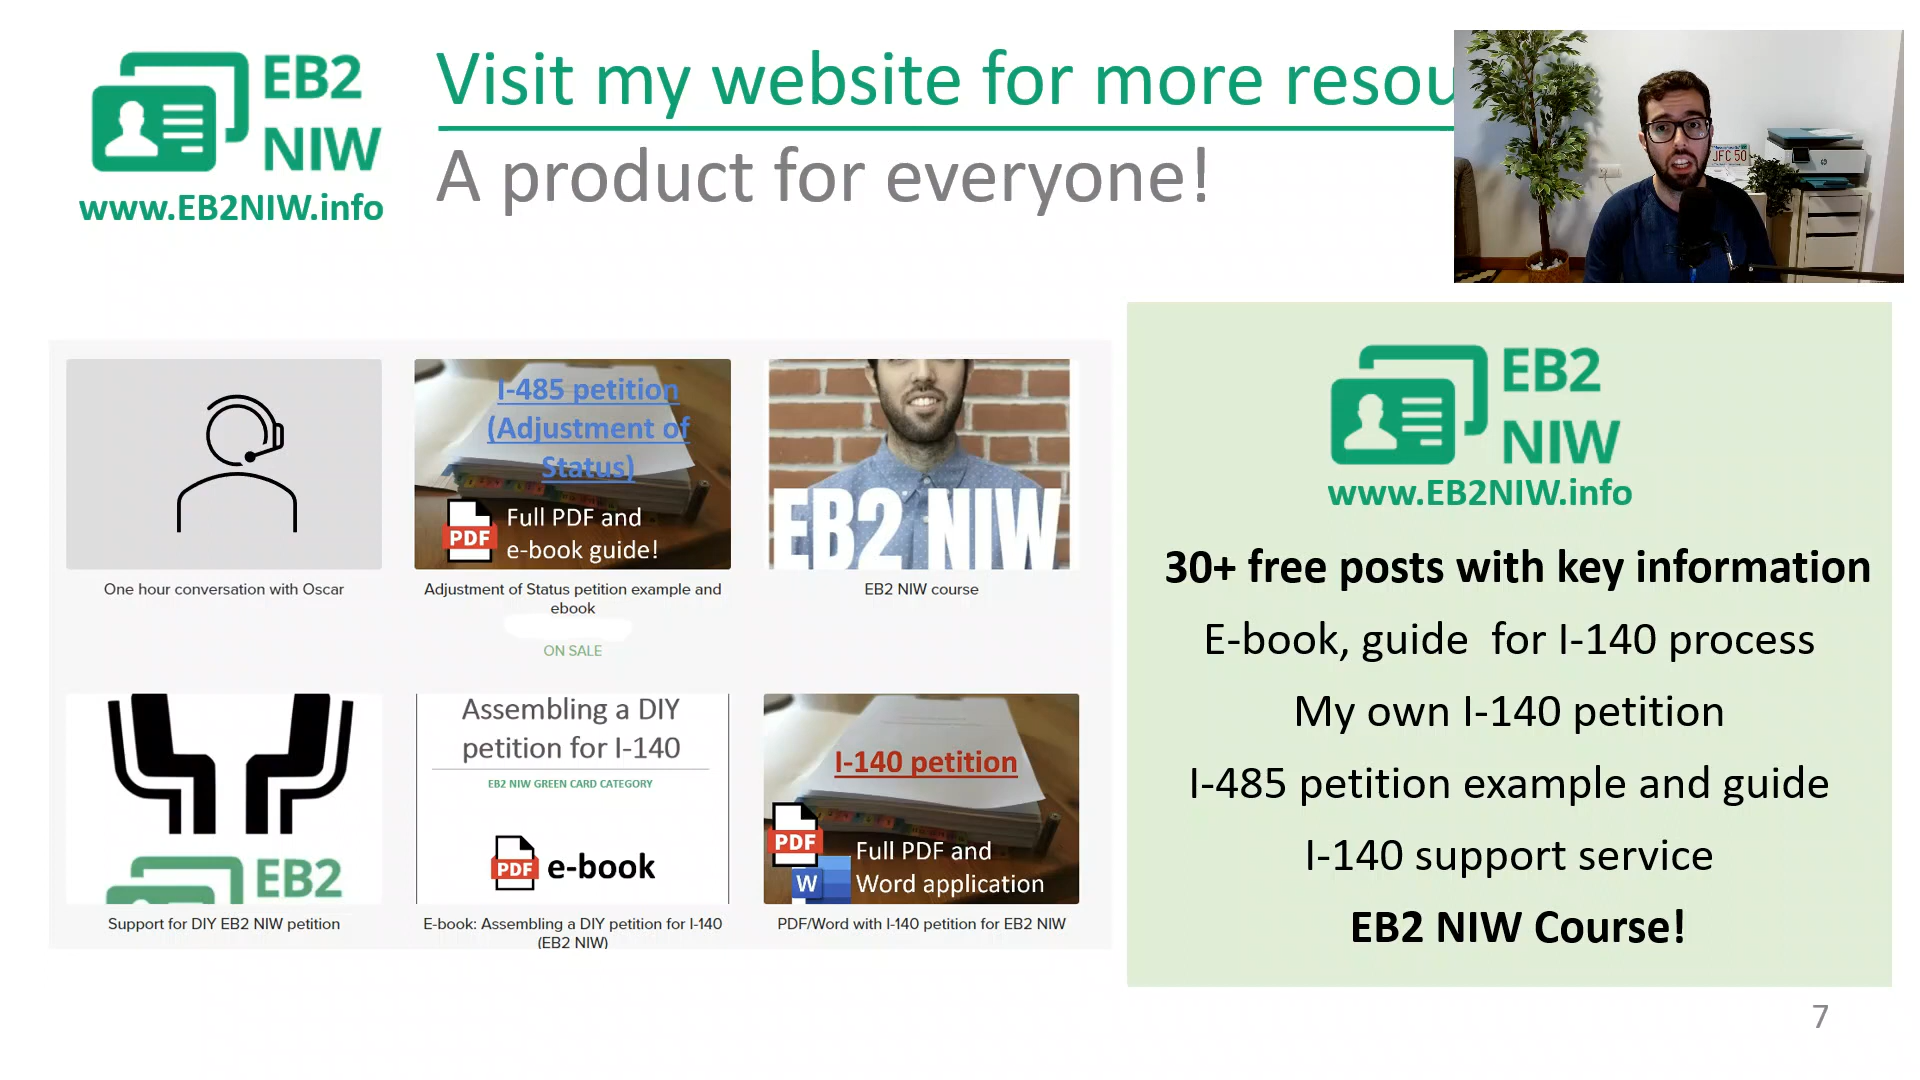 EB2
NIW
www.EB2NIW.info
Visit my website for more resou
A product for everyone!
JFC 50
I-485 petition
(Adjustment of
Status)
PDF
Full PDF and
e-book guide!
EB2 NIW
One hour conversation with Oscar
Adjustment of Status petition example and
ebook
EB2 NIW course
ON SALE
EB2
Assembling a DIY
petition for I-140
EB2 NIW GREEN CARD CATEGORY
PDF
e-book
I-140 petition
PDF
W
Full PDF and
Word application
Support for DIY EB2 NIW petition
E-book: Assembling a DIY petition for I-140
(EB2 NIW)
PDF/Word with I-140 petition for EB2 NIW
EB2
NIW
www.EB2NIW.info
30+ free posts with key information
E-book, guide  for I-140 process
My own I-140 petition
I-485 petition example and guide
I-140 support service
EB2 NIW Course!
7